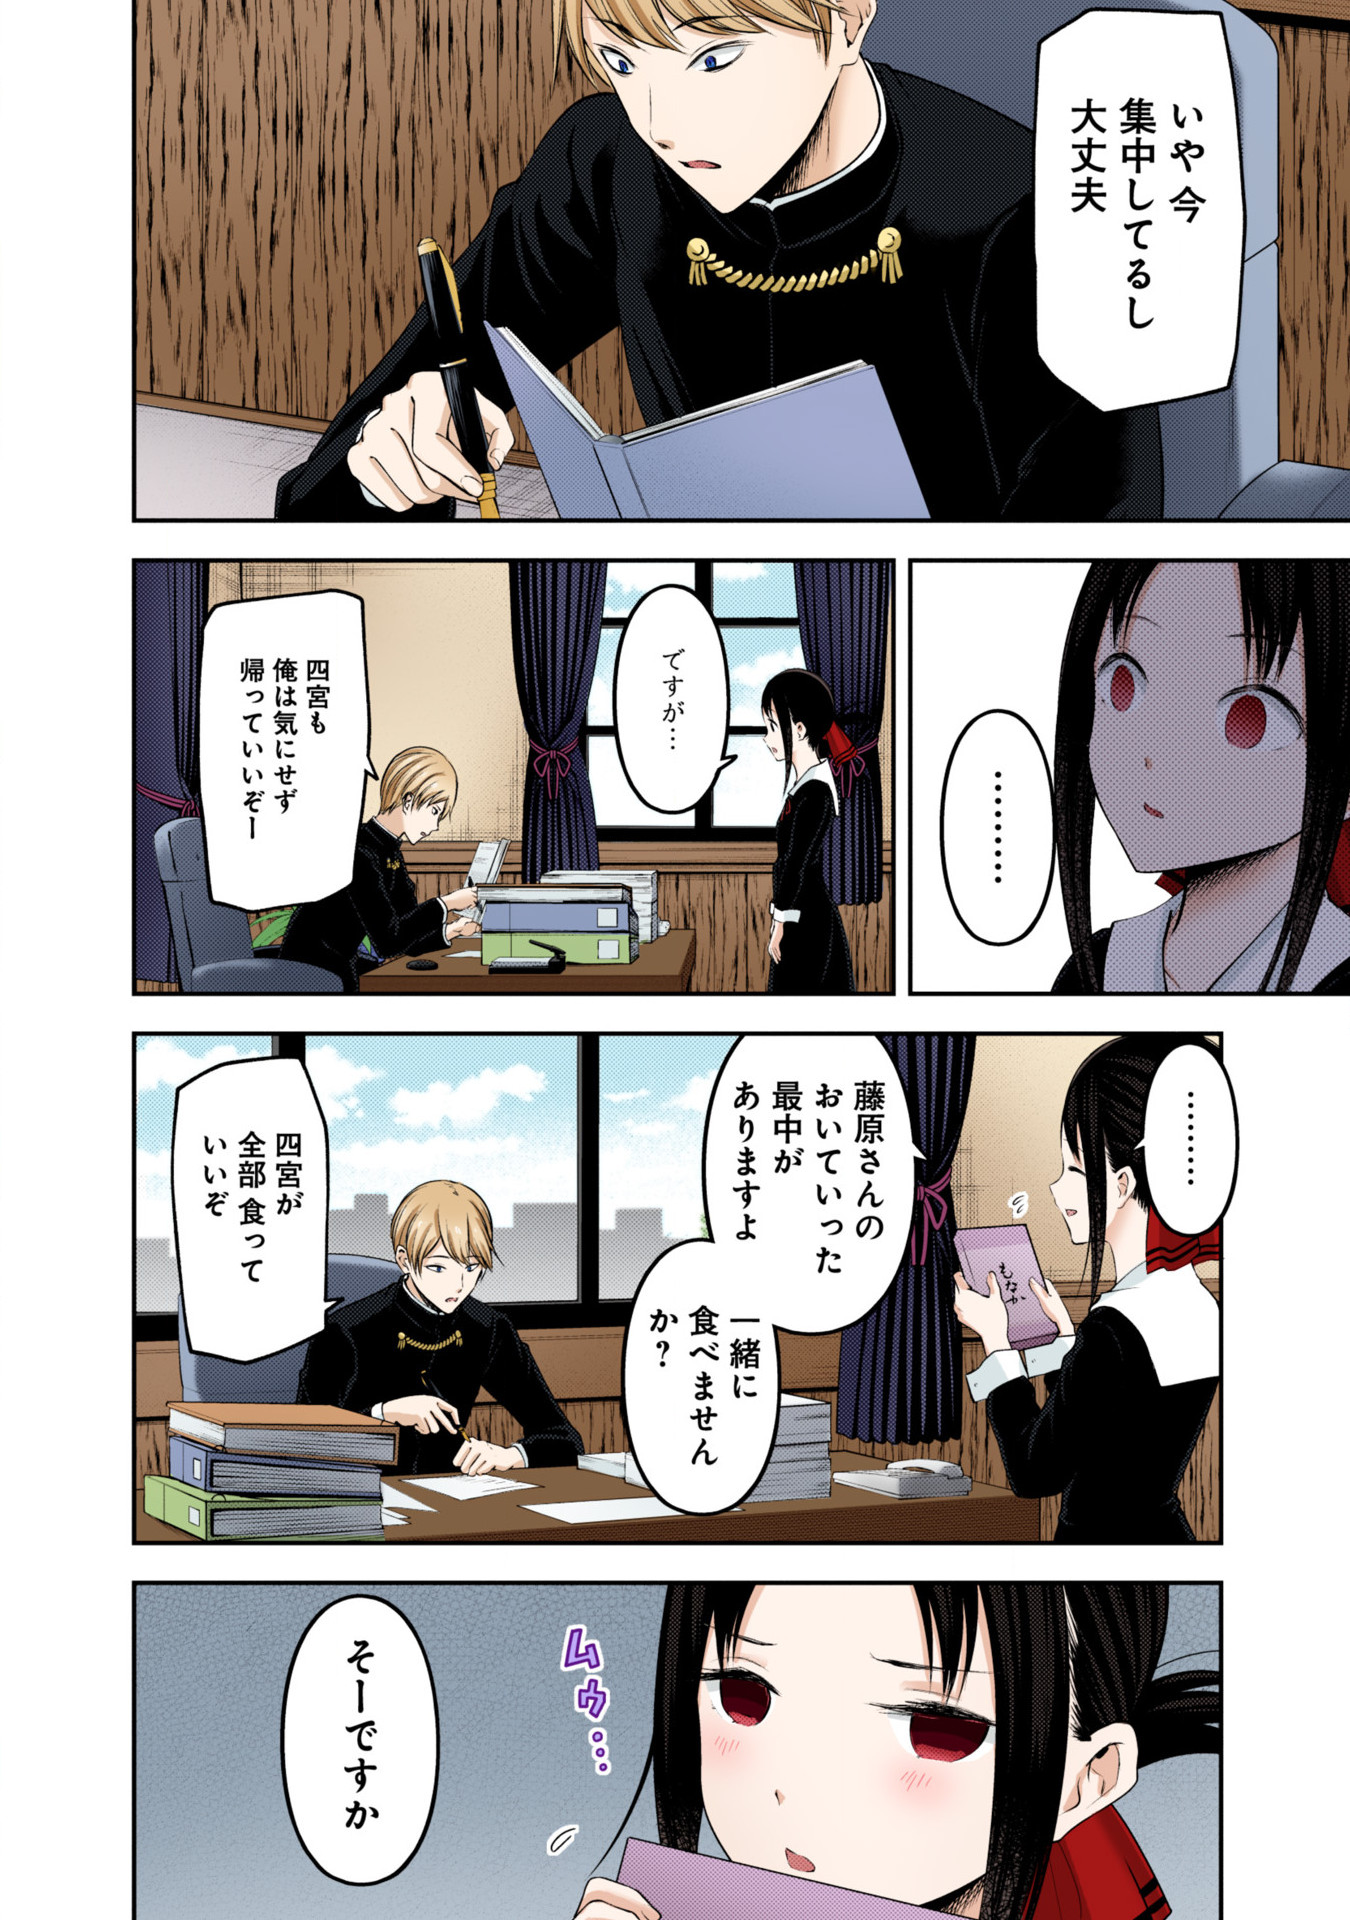 いや 今
集中してるし
大丈夫
………
ですが…
四宮も
俺は気にせず
帰っていいぞー
………
藤原さんの
おいていった
最中が
ありますよ
一緒に
食べません
か？
もなか
四宮が
全部 食って
いいぞ
ムゥ…
そーですか